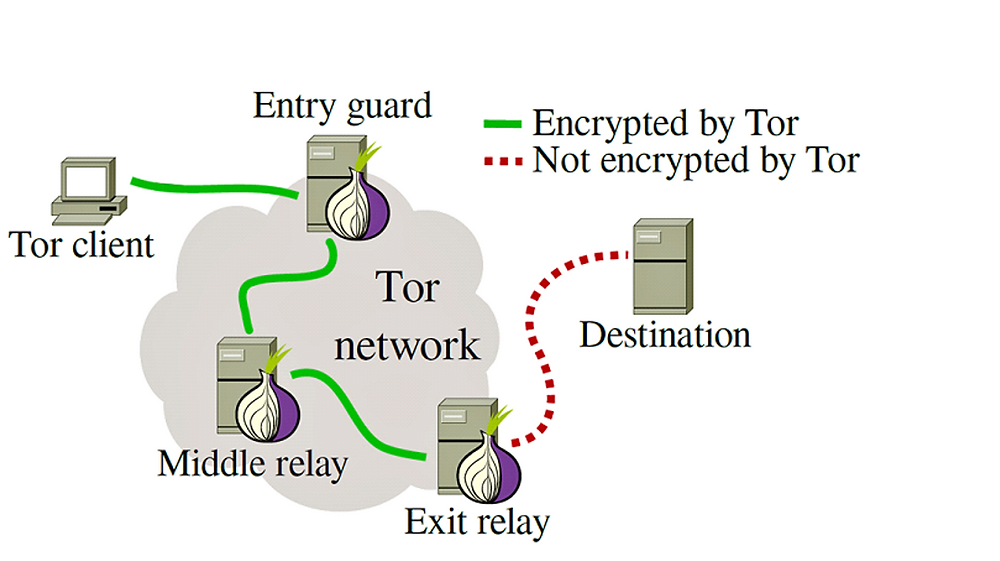 Entry guard
Encrypted by Tor
Not encrypted by Tor
Tor client
Tor
network
Destination
Middle relay
Exit relay